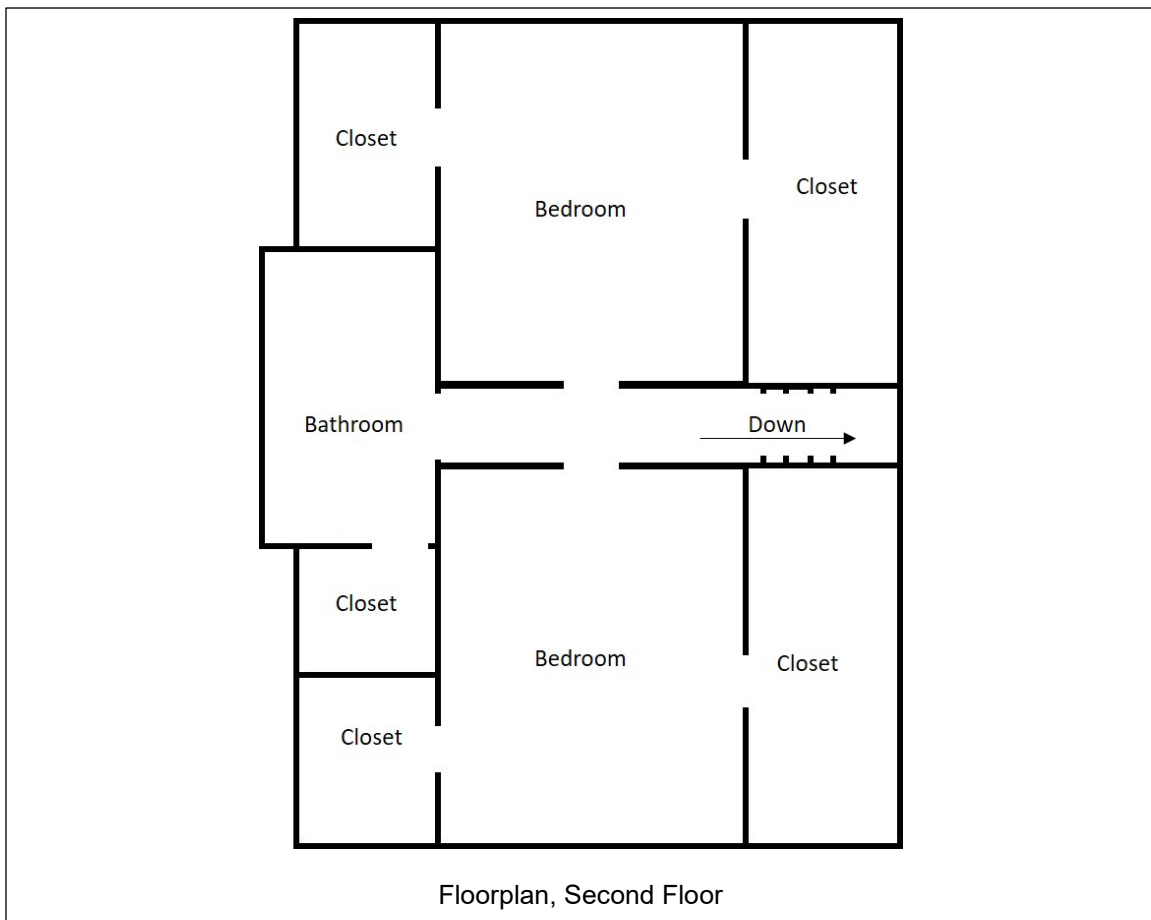 Closet
Bedroom
Closet
Bathroom
Down
Closet
Bedroom
Closet
Closet
Floorplan, Second Floor